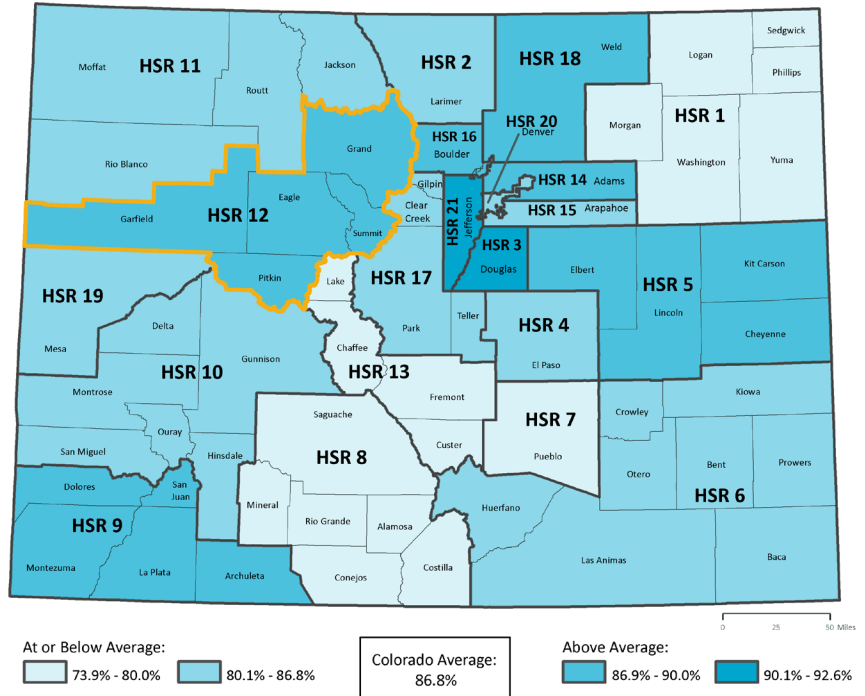 Sedgwick
Weld
Logan
HSR 18
HSR 2
Jackson
HSR 11
Moffat
Phillips
Routt
Larimer
HSR 1
HSR 20
Denver
Morgan
HSR 16
Boulder
Grand
Rio Blanco
Washington
Yuma
Gilpin
HSR 14 Adams
Eagle
Clear
Creek
HSR 21
Jefferson
HSR 15 Arapahoe
Garfield
HSR 12
Summit
HSR 3
Douglas
Elbert
Kit Carson
Pitkin
Lake
HSR 17
HSR 5
HSR 19
Lincoln
Teller
Delta
Park
HSR 4
Cheyenne
Mesa
Chaffee
Gunnison
El Paso
HSR 10
HSR 13
Montrose
Kiowa
Fremont
Saguache
Crowley
HSR 7
Ouray
Custer
San Miguel
Hinsdale
HSR 8
Pueblo
Bent
Prowers
Otero
Dolores
San
Juan
HSR 6
Mineral
Huerfano
HSR 9
Rio Grande
Alamosa
Las Animas
Baca
Montezuma
La Plata
Archuleta
Conejos
Costilla
0 25 50 Miles
At or Below Average:
73.9% - 80.0%
80.1% - 86.8%
Colorado Average:
86.8%
Above Average:
86.9% - 90.0%
90.1% - 92.6%